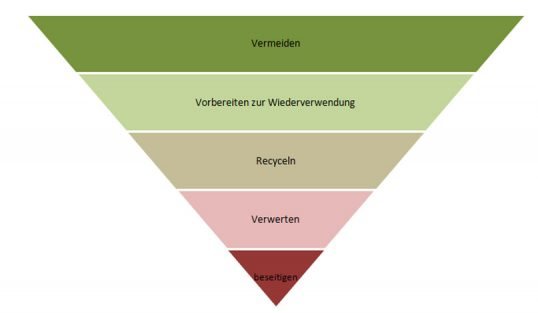 Vermeiden
Vorbereiten zur Wiederverwendung
Recyceln
Verwerten
beseitigen